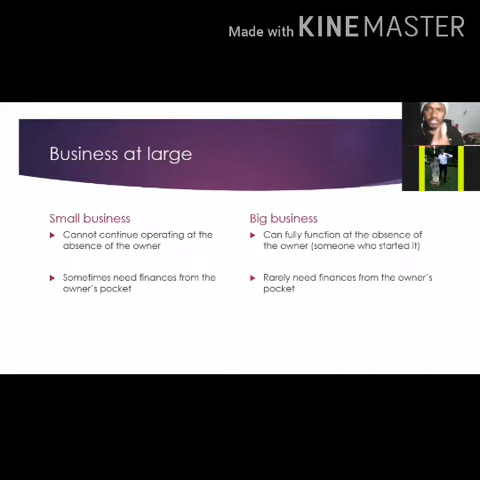 Made with KINEMASTER
Business at large
Small business
Cannot continue operating at the
absence of the owner
Sometimes need finances from the
owner's pocket
Big business
Can fully function at the absence of
the owner (someone who started it)
Rarely need finances from the owner's
pocket